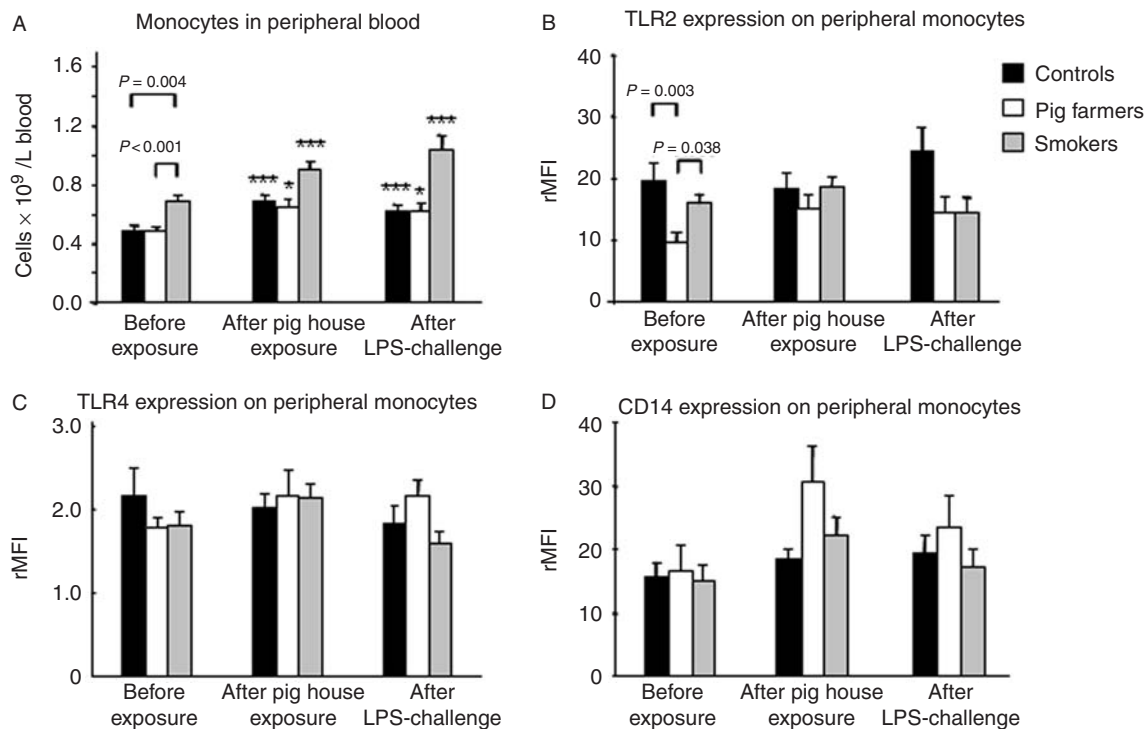 A
Monocytes in peripheral blood
Cells × 10⁹ /L blood
1.6
1.2
0.8
0.4
0.0
P = 0.004
P < 0.001
***
*
***
***
*
***
Before exposure
After pig house exposure
After LPS-challenge
B
TLR2 expression on peripheral monocytes
rMFI
40
30
20
10
0
P = 0.003
P = 0.038
Controls
Pig farmers
Smokers
Before exposure
After pig house exposure
After LPS-challenge
C
TLR4 expression on peripheral monocytes
rMFI
3.0
2.0
1.0
0
Before exposure
After pig house exposure
After LPS-challenge
D
CD14 expression on peripheral monocytes
rMFI
40
30
20
10
0
Before exposure
After pig house exposure
After LPS-challenge